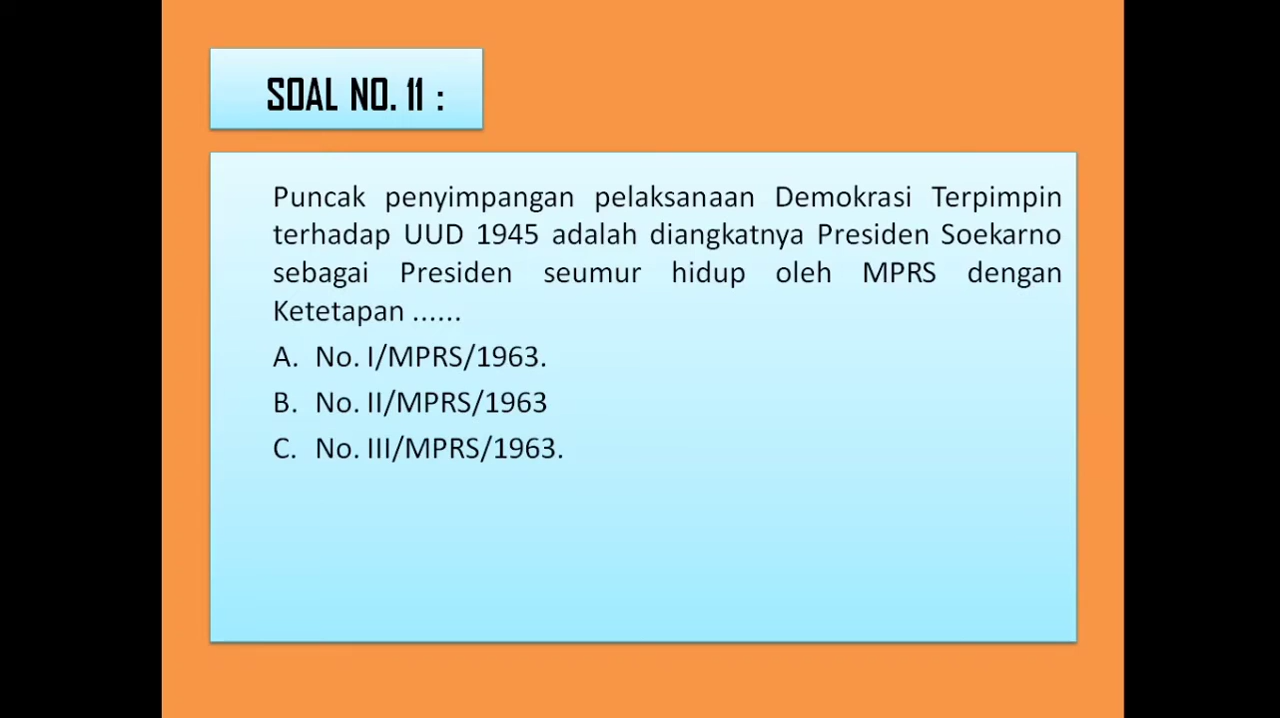 SOAL NO. 11 :
Puncak penyimpangan pelaksanaan Demokrasi Terpimpin
terhadap UUD 1945 adalah diangkatnya Presiden Soekarno
sebagai Presiden seumur hidup oleh MPRS dengan
Ketetapan ......
A. No. I/MPRS/1963.
B. No. II/MPRS/1963
C. No. III/MPRS/1963.